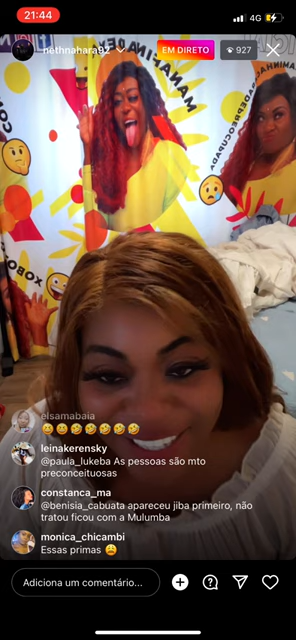 21:44
4G
nethnahara92
EM DIRETO
927
MANAFINA
elsamabaia
😀😀🤣🤣🤣🤣🤣
leinakerensky
@paula_lukeba As pessoas são mto
preconceituosas
constanca_ma
@benisia_cabuata apareceu jiba primeiro, não
tratou ficou com a Mulumba
monica_chicambi
Essas primas 😩
Adiciona um comentário...